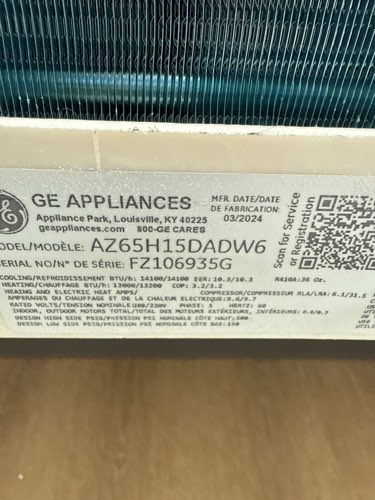 GE APPLIANCES
Appliance Park, Louisville, KY 40225
geappliances.com 800-GE CARES
MFR. DATE/DATE
DE FABRICATION:
03/2024
Scan for Service
or Registration
ODEL/MODÈLE: AZ65H15DADW6
SERIAL NO/N° DE SÉRIE: FZ106935G
COOLING/REFROIDISSEMENT BTU/h: 14100/14100 EER: 10.3/10.3 R410A:36 Oz.
HEATING/CHAUFFAGE BTU/h: 13000/13200 COP: 3.2/3.2
HEAING AND ELECTRIC HEAT AMPS/ COMPRESSOR/COMPRESSEUR RLA/LRA: 6.1/31.5
AMPERAGES DU CHAUFFAGE ET DE LA CHALEUR ELECTRIQUE:5.6/9.7
RATED VOLTS/TENSION NOMINALE 208/230V PHASE: 1 HERTZ: 60
INDOOR, OUTDOOR MOTORS TOTAL/TOTAL DES MOTEURS EXTÉRIEURS, INTÉRIEURS: 0.8/0.7
DESIGN HIGH SIDE PSIG/PRESSION PSI NOMINALE CÔTE HAUT:500
DESIGN LOW SIDE PSIG/PRESSION PSI NOMINALE CÔTE BAS:150